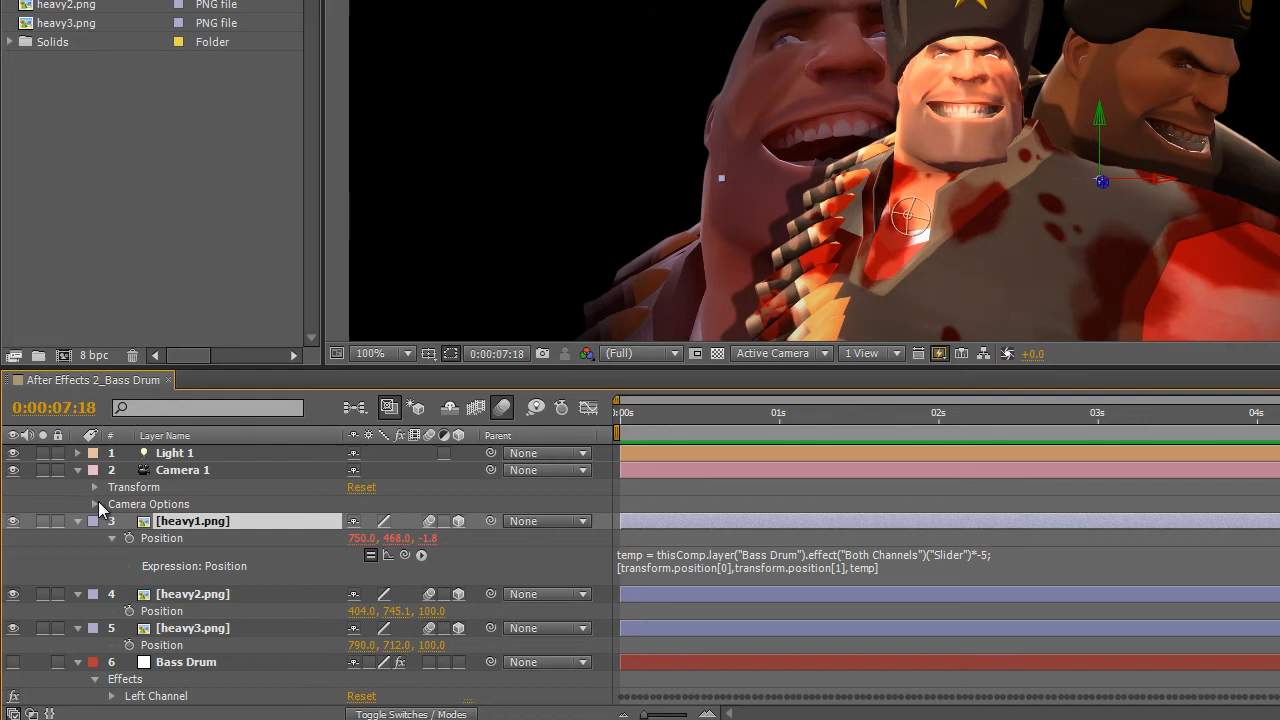 heavy2.png PNG file
heavy3.png PNG file
Solids Folder
8 bpc
100% 0:00:07:18 (Full) Active Camera 1 View +0.0
After Effects 2_Bass Drum ×
0:00:07:18
:00s 01s 02s 03s 04s
# Layer Name Parent
1 Light 1 None
2 Camera 1 None
Transform Reset
Camera Options
3 [heavy1.png] None
Position 750.0, 468.0, -1.8
temp = thisComp.layer("Bass Drum").effect("Both Channels")("Slider")*-5;
Expression: Position [transform.position[0],transform.position[1],temp]
4 [heavy2.png] None
Position 404.0, 745.1, 100.0
5 [heavy3.png] None
Position 790.0, 712.0, 100.0
6 Bass Drum fx None
Effects
fx Left Channel Reset ...
Toggle Switches / Modes